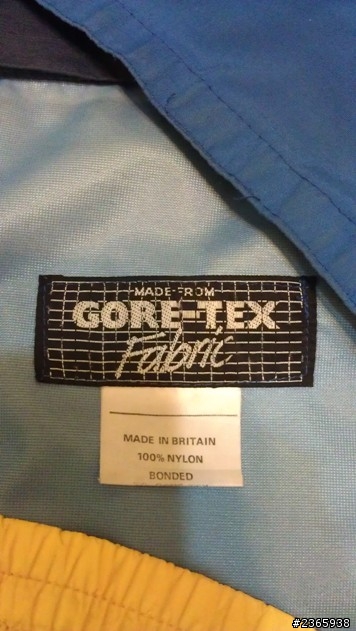 MADE FROM
GORE-TEX
Fabric
MADE IN BRITAIN
100% NYLON
BONDED
#2365938